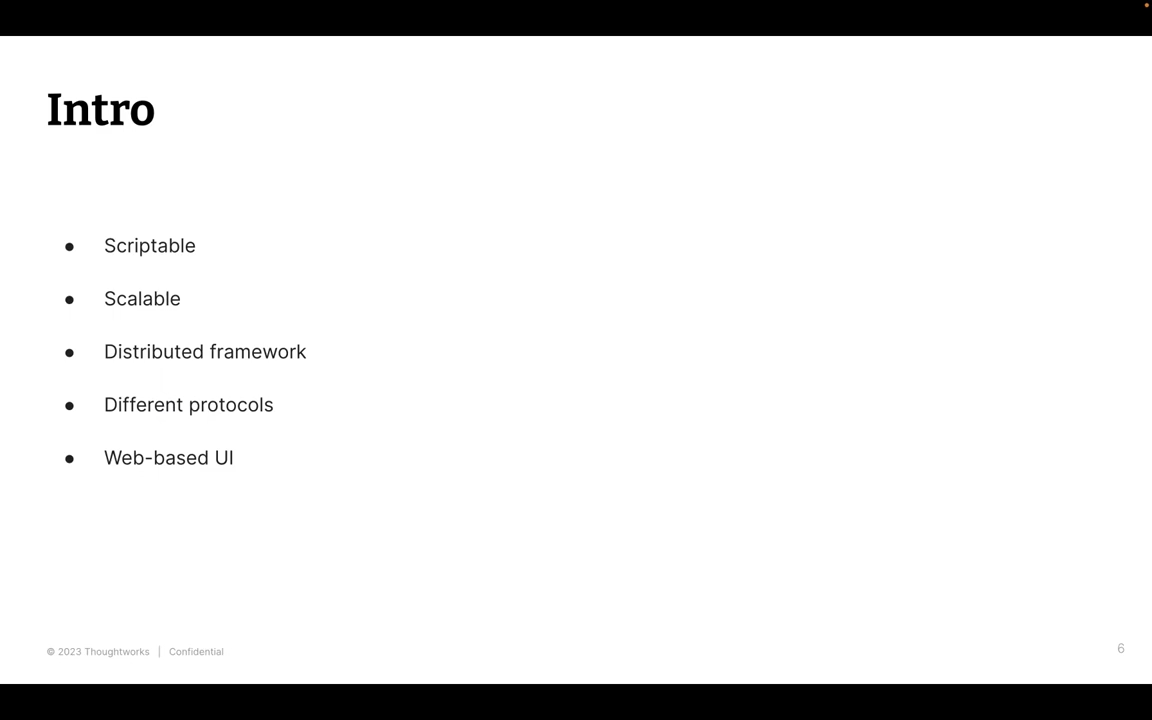 Intro
● Scriptable
● Scalable
● Distributed framework
● Different protocols
● Web-based UI
© 2023 Thoughtworks | Confidential
6